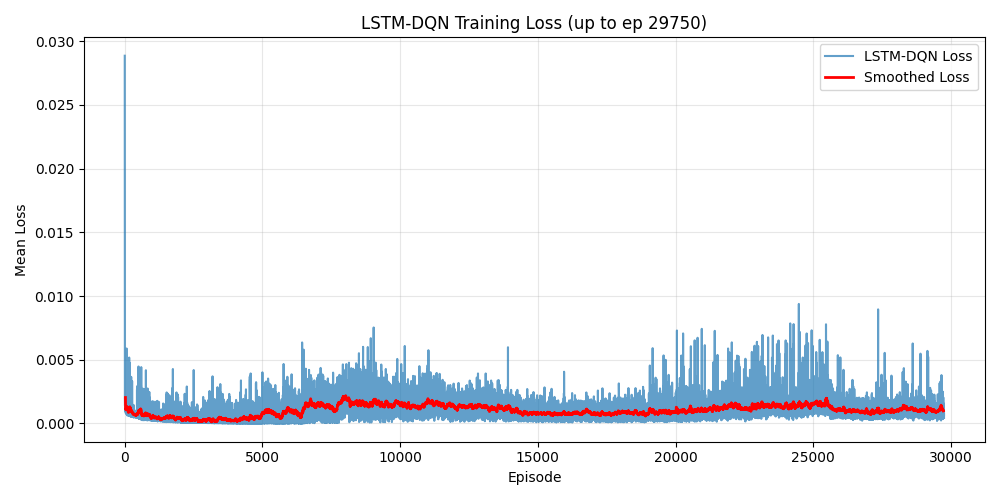 LSTM-DQN Training Loss (up to ep 29750)
LSTM-DQN Loss
Smoothed Loss
Mean Loss
0.030
0.025
0.020
0.015
0.010
0.005
0.000
0 5000 10000 15000 20000 25000 30000
Episode